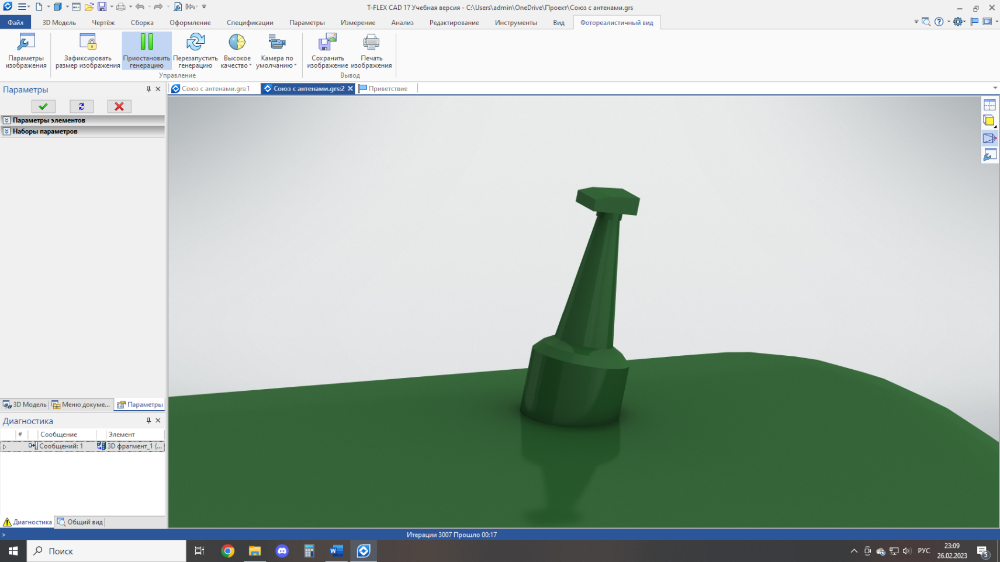 T-FLEX CAD 17 Учебная версия - C:\Users\admin\OneDrive\Проект\Союз с антенами.grs
Файл 3D Модель Чертёж Сборка Оформление Спецификации Параметры Измерение Анализ Редактирование Инструменты Вид Фотореалистичный вид
Параметры изображения
Зафиксировать размер изображения
Приостановить генерацию
Перезапустить генерацию
Высокое качество
Камера по умолчанию
Сохранить изображение
Печать изображения
Управление
Вывод
Параметры
Союз с антенами.grs:1
Союз с антенами.grs:2
Приветствие
Параметры элементов
Наборы параметров
3D Модель
Меню докуме...
Параметры
Диагностика
# Сообщение Элемент
Сообщений: 1 3D фрагмент_1 (...
Диагностика
Общий вид
> Итерации 3007 Прошло 00:17
Поиск
РУС
23:09
26.02.2023
5